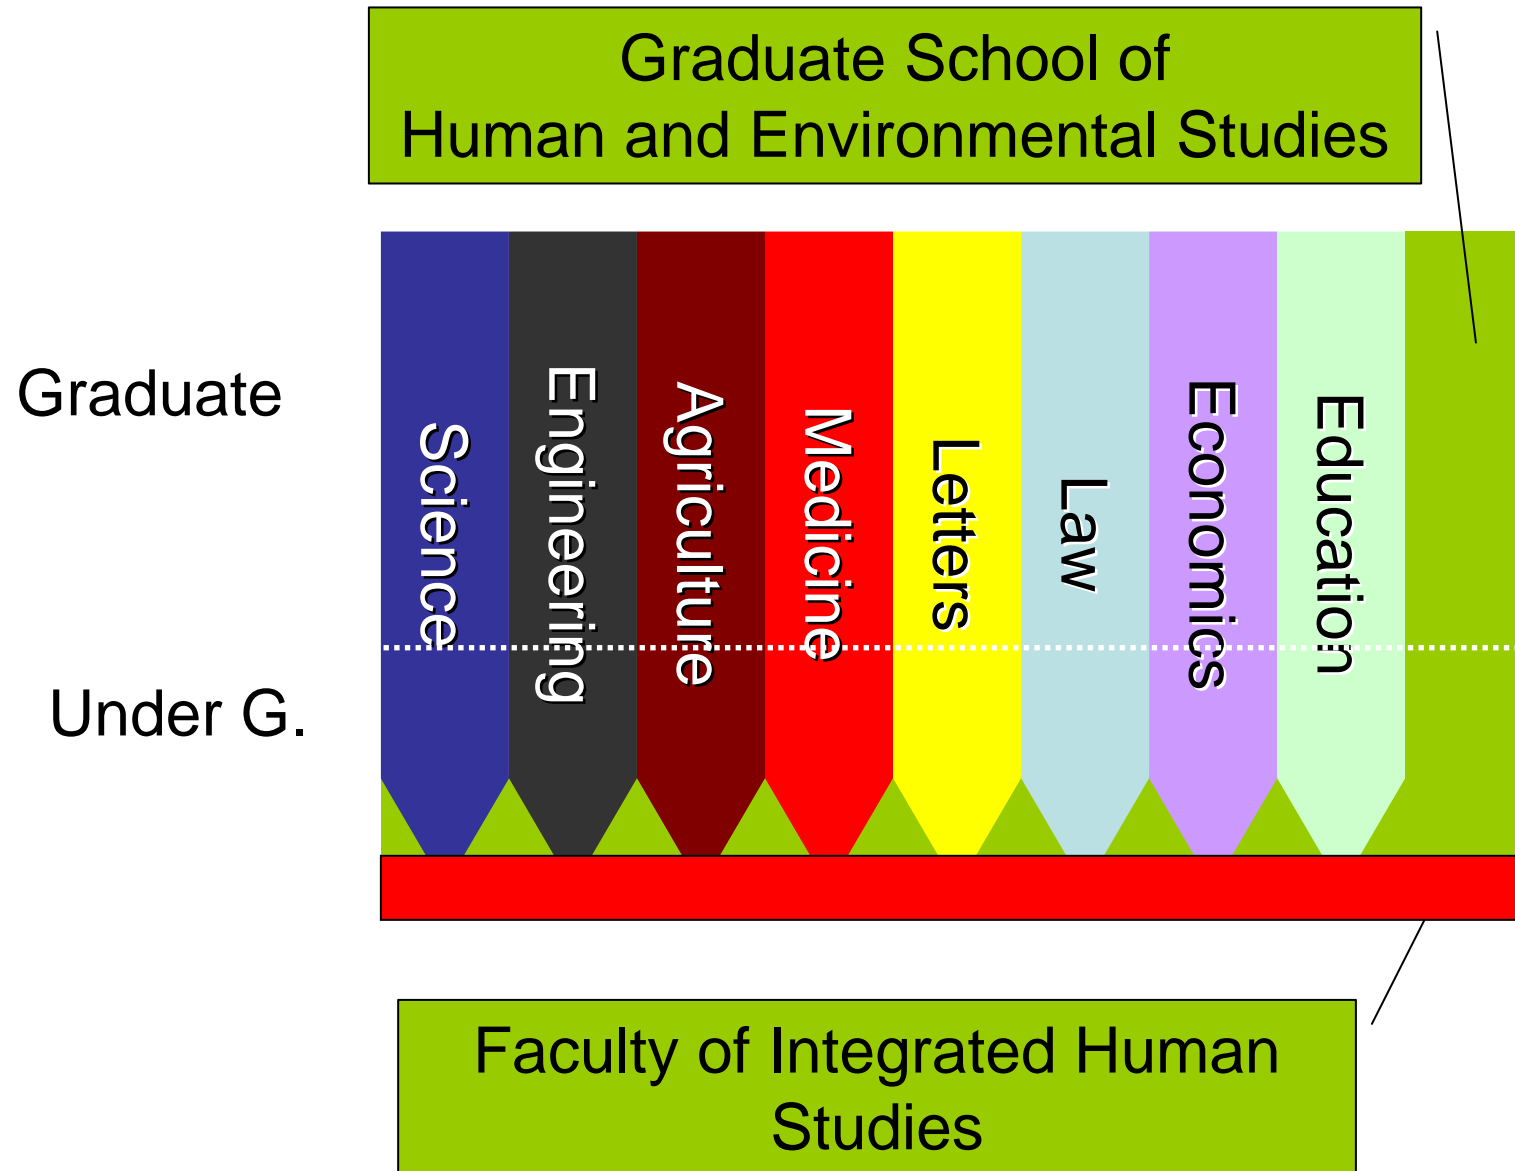 Graduate School of
Human and Environmental Studies
Graduate
Science
Engineering
Agriculture
Medicine
Letters
Law
Economics
Education
Under G.
Faculty of Integrated Human
Studies